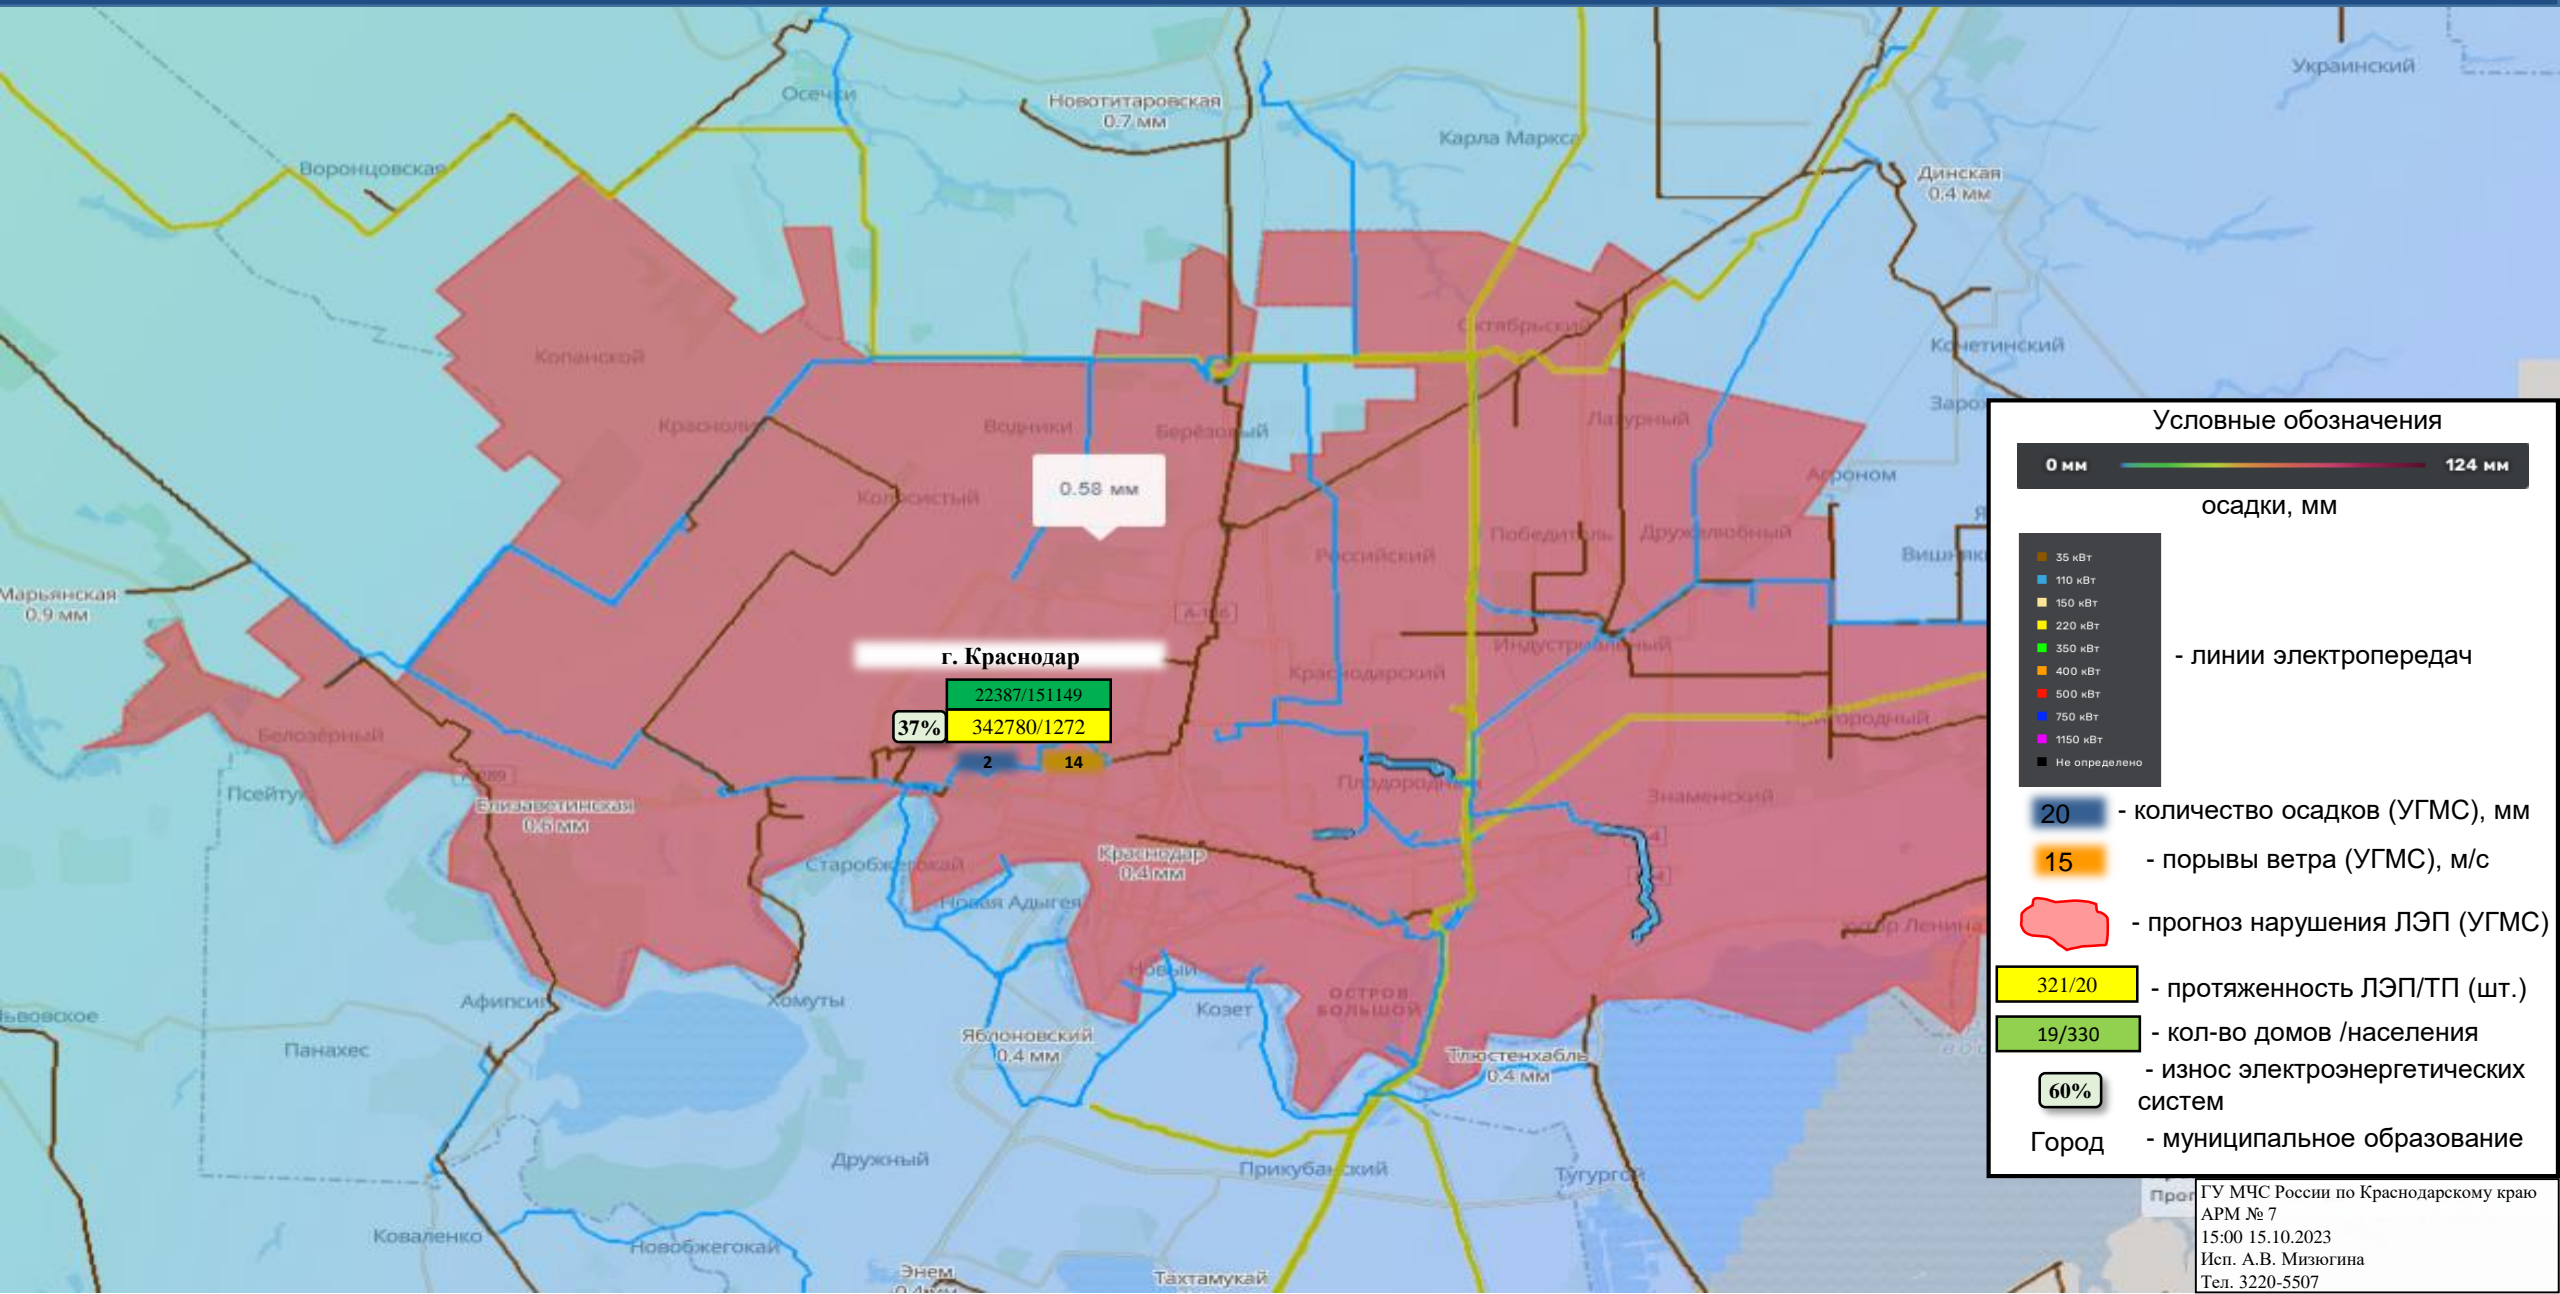 Украинский
Осечки
Новотитаровская
0.7 мм
Карла Маркса
Воронцовская
Динская
0.4 мм
Октябрьский
Копанской
Кочетинский
Водники
Берёзовый
Лазурный
Агроном
0.58 мм
Колосистый
Российский
Победитель
Дружелюбный
Марьянская
0.9 мм
Индустриальный
Краснодарский
г. Краснодар
22387/151149
37%
342780/1272
2
14
Белозёрный
Пригородный
Елизаветинская
0.6 мм
Плодородный
Знаменский
Старобжегокай
Краснодар
0.4 мм
Новая Адыгея
хутор Ленина
Новый
Козет
ОСТРОВ
БОЛЬШОЙ
Афипсип
Хомуты
Панахес
Яблоновский
0.4 мм
Тлюстенхабль
0.4 мм
Дружный
Прикубанский
Тугургой
Коваленко
Новобжегокай
Энем
0.4 мм
Тахтамукай
Условные обозначения
0 мм
124 мм
осадки, мм
35 кВт
110 кВт
150 кВт
220 кВт
350 кВт
400 кВт
500 кВт
750 кВт
1150 кВт
Не определено
- линии электропередач
20 - количество осадков (УГМС), мм
15 - порывы ветра (УГМС), м/с
- прогноз нарушения ЛЭП (УГМС)
321/20 - протяженность ЛЭП/ТП (шт.)
19/330 - кол-во домов /населения
60% - износ электроэнергетических
систем
Город - муниципальное образование
ГУ МЧС России по Краснодарскому краю
АРМ № 7
15:00 15.10.2023
Исп. А.В. Мизюгина
Тел. 3220-5507